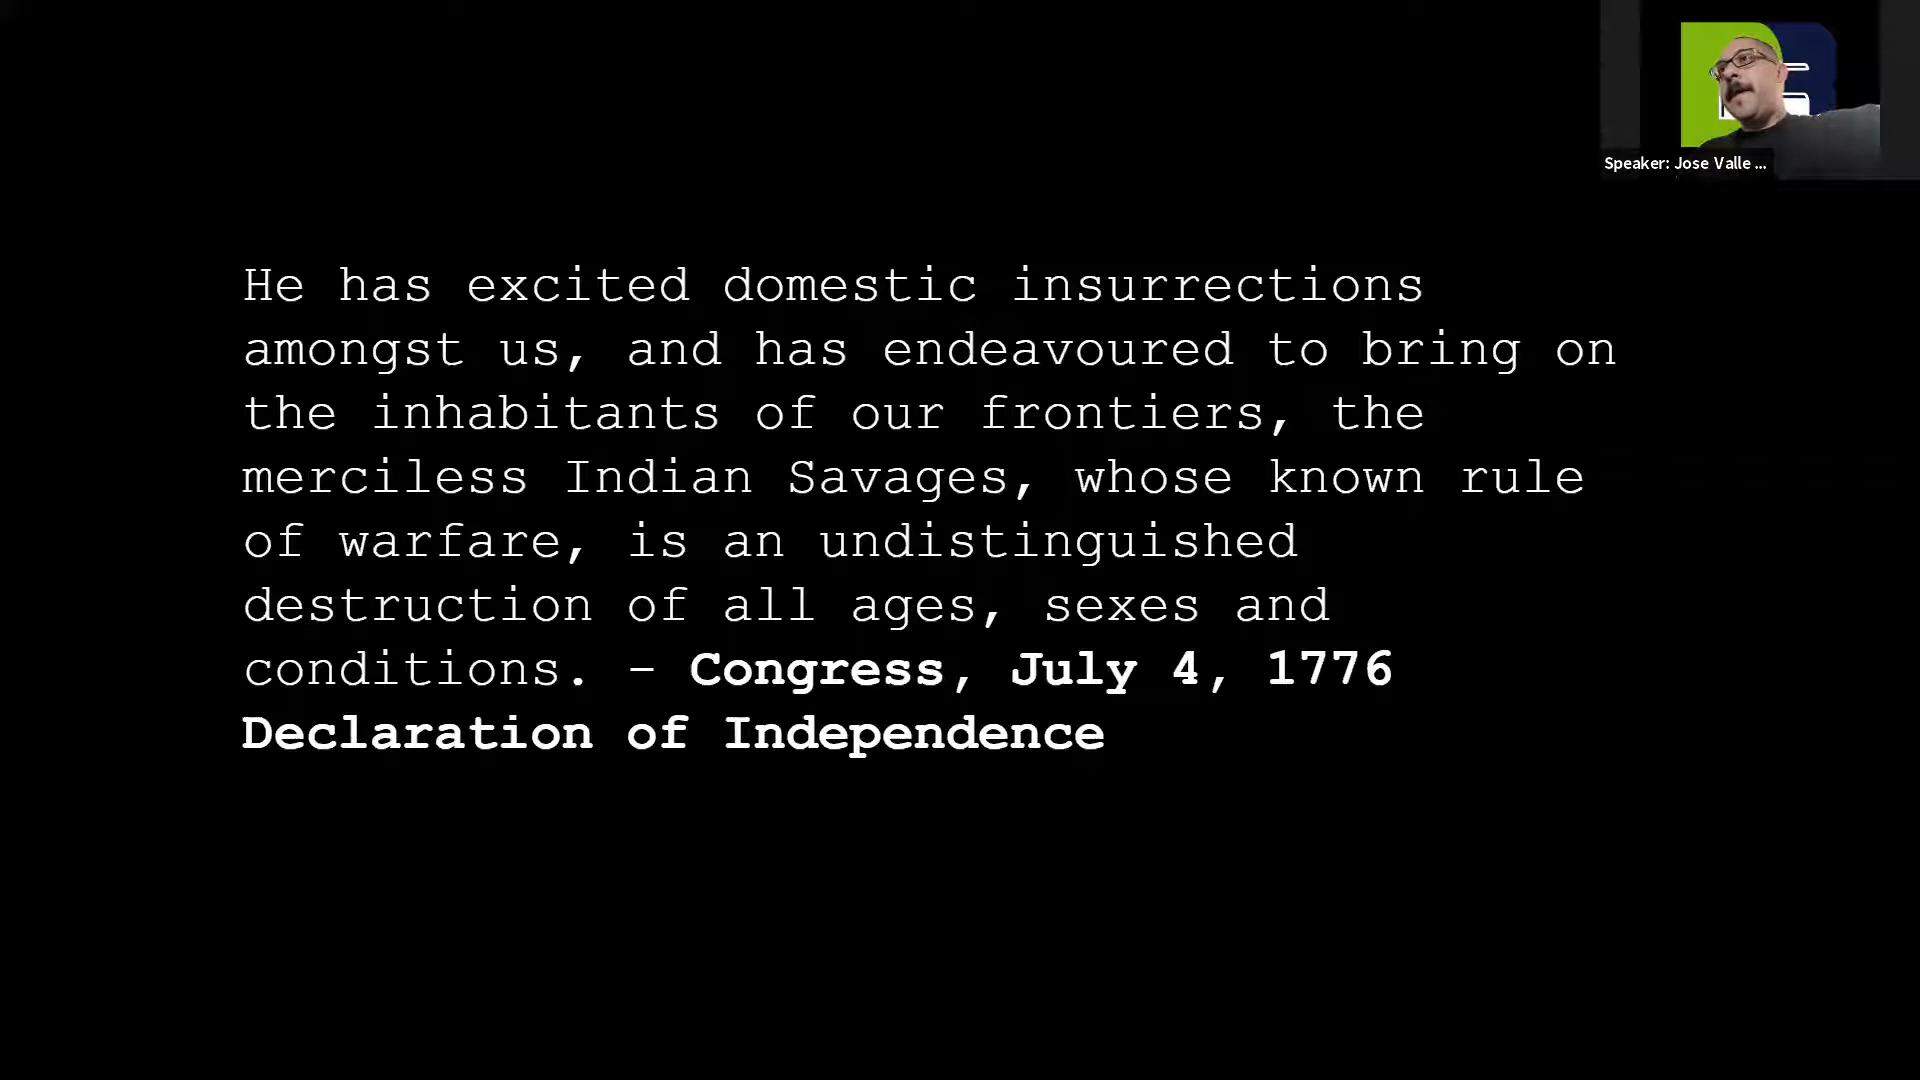 Speaker: Jose Valle ...
He has excited domestic insurrections
amongst us, and has endeavoured to bring on
the inhabitants of our frontiers, the
merciless Indian Savages, whose known rule
of warfare, is an undistinguished
destruction of all ages, sexes and
conditions. - Congress, July 4, 1776
Declaration of Independence